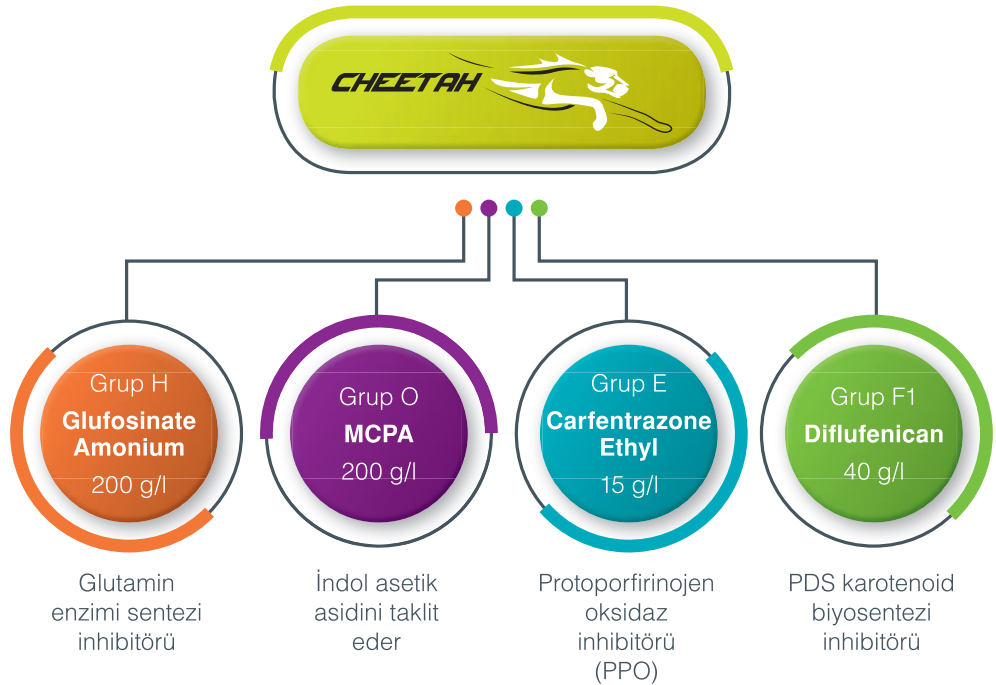 CHEETAH
Grup H
Glufosinate
Amonium
200 g/l
Glutamin
enzimi sentezi
inhibitörü
Grup O
MCPA
200 g/l
İndol asetik
asidini taklit
eder
Grup E
Carfentrazone
Ethyl
15 g/l
Protoporfirinojen
oksidaz
inhibitörü
(PPO)
Grup F1
Diflufenican
40 g/l
PDS karotenoid
biyosentezi
inhibitörü